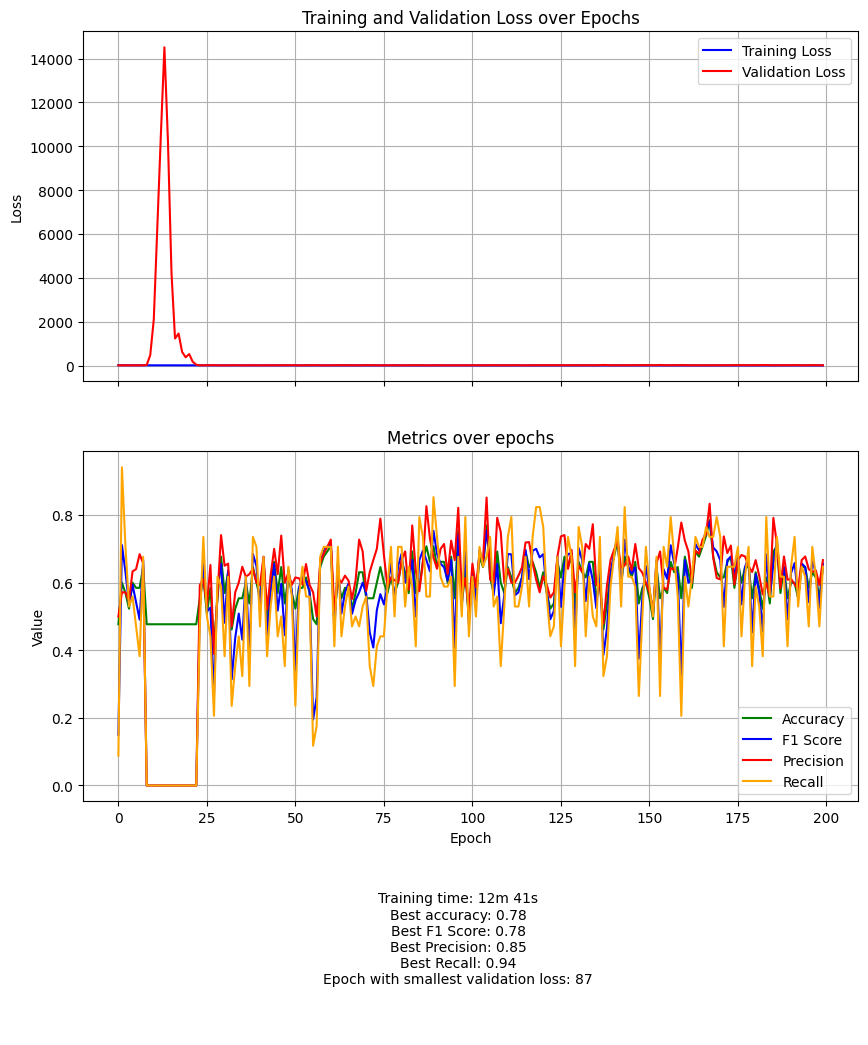 Training and Validation Loss over Epochs
Training Loss
Validation Loss
14000
12000
10000
8000
6000
4000
2000
0
Loss
Metrics over epochs
0.8
0.6
0.4
0.2
0.0
Value
Accuracy
F1 Score
Precision
Recall
0 25 50 75 100 125 150 175 200
Epoch
Training time: 12m 41s
Best accuracy: 0.78
Best F1 Score: 0.78
Best Precision: 0.85
Best Recall: 0.94
Epoch with smallest validation loss: 87